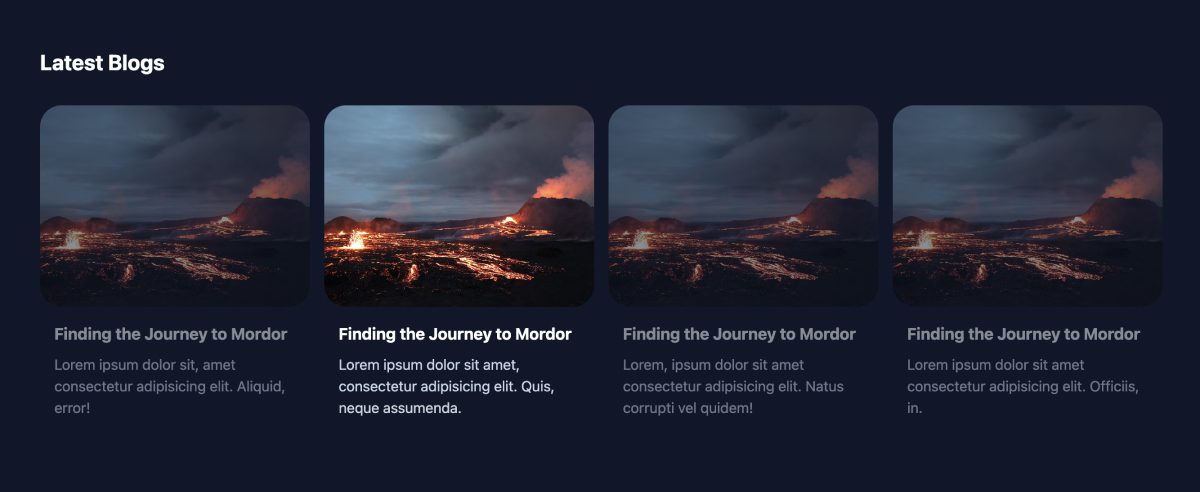 Latest Blogs
Finding the Journey to Mordor
Lorem ipsum dolor sit, amet
consectetur adipisicing elit. Aliquid,
error!
Finding the Journey to Mordor
Lorem ipsum dolor sit amet,
consectetur adipisicing elit. Quis,
neque assumenda.
Finding the Journey to Mordor
Lorem, ipsum dolor sit amet
consectetur adipisicing elit. Natus
corrupti vel quidem!
Finding the Journey to Mordor
Lorem ipsum dolor sit amet
consectetur adipisicing elit. Officiis,
in.